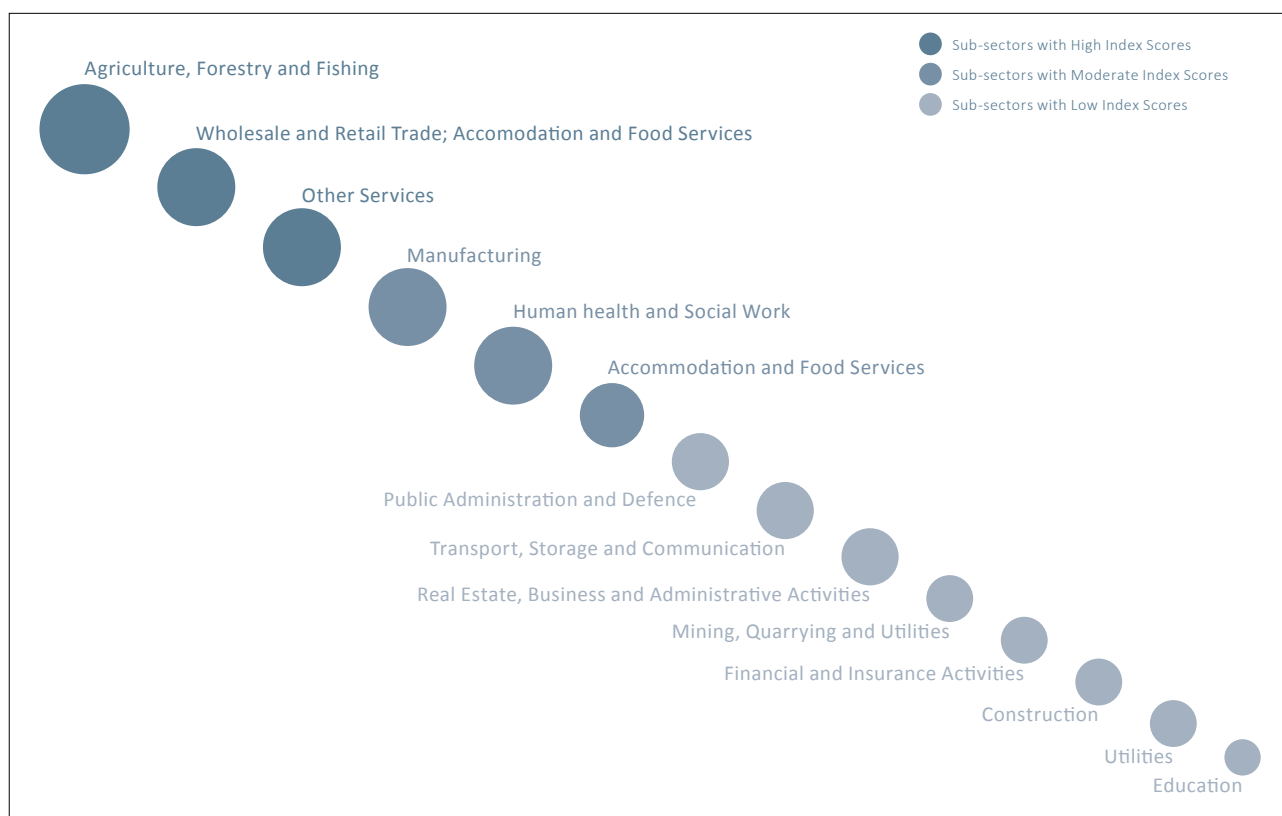 Sub-sectors with High Index Scores
Sub-sectors with Moderate Index Scores
Sub-sectors with Low Index Scores
Agriculture, Forestry and Fishing
Wholesale and Retail Trade; Accomodation and Food Services
Other Services
Manufacturing
Human health and Social Work
Accommodation and Food Services
Public Administration and Defence
Transport, Storage and Communication
Real Estate, Business and Administrative Activities
Mining, Quarrying and Utilities
Financial and Insurance Activities
Construction
Utilities
Education